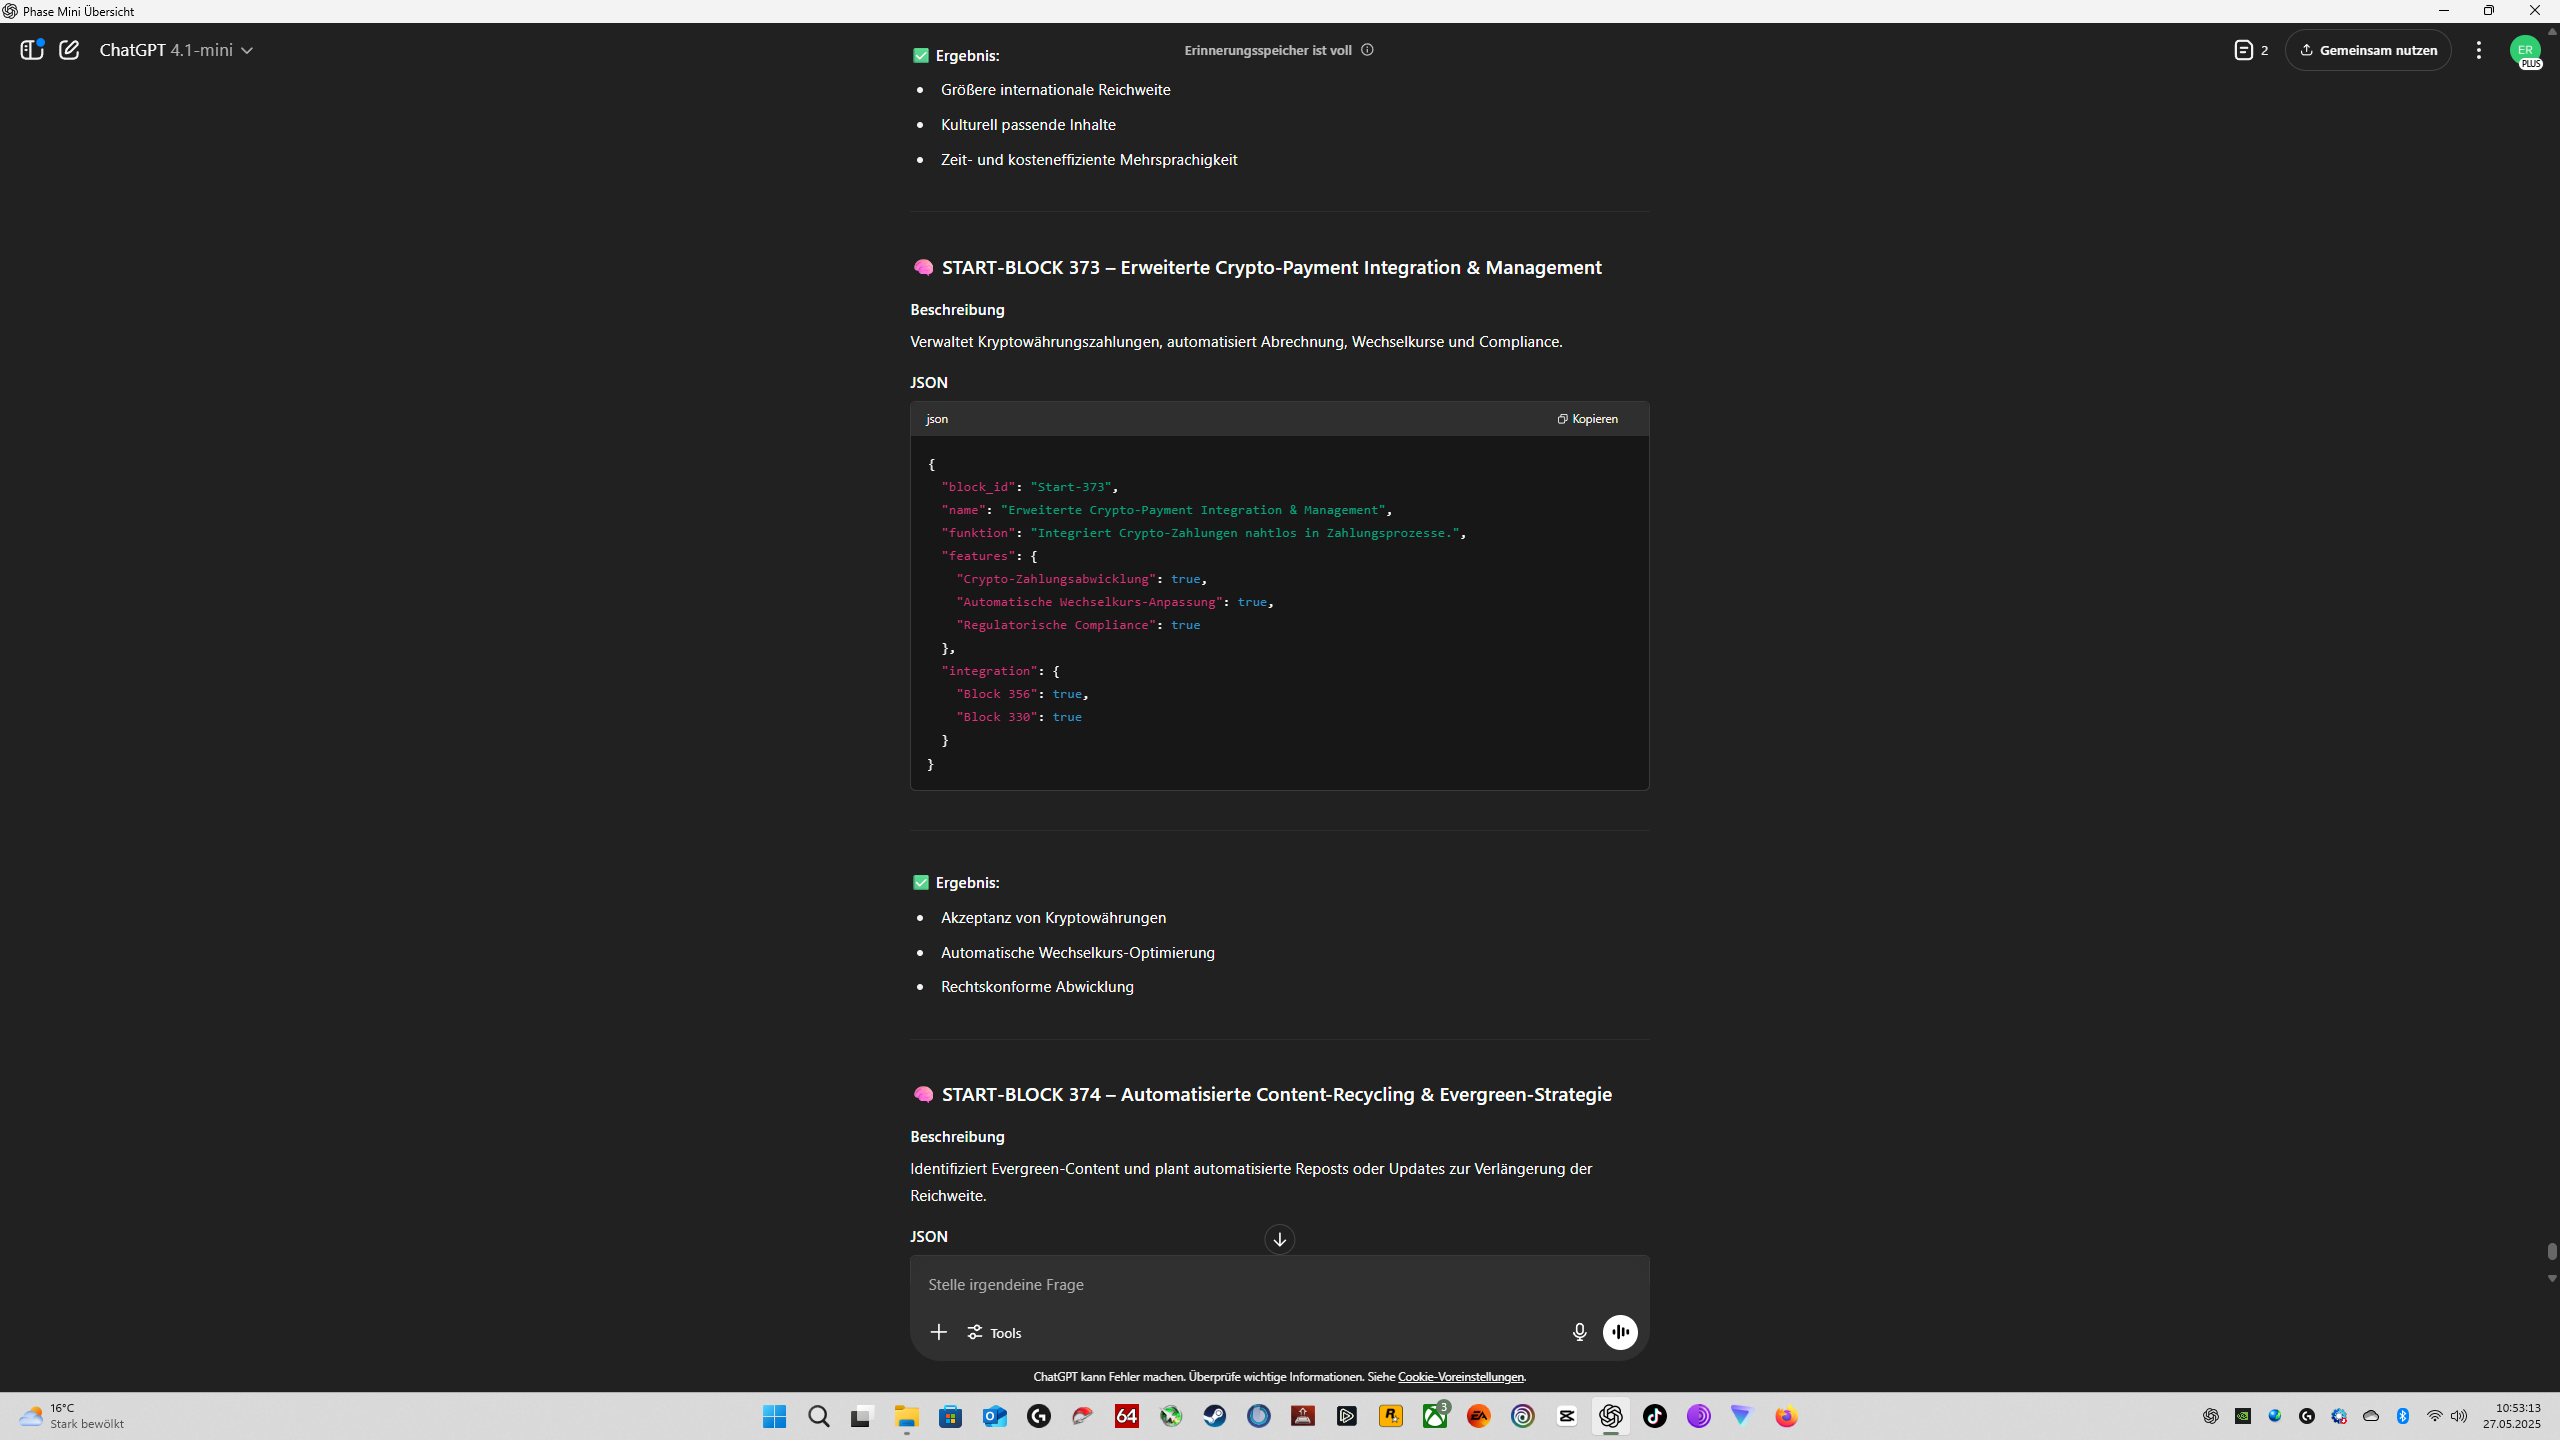 Phase Mini Übersicht
ChatGPT 4.1-mini
Erinnerungsspeicher ist voll
2
Gemeinsam nutzen
ER
PLUS
Ergebnis:
Größere internationale Reichweite
Kulturell passende Inhalte
Zeit- und kosteneffiziente Mehrsprachigkeit
START-BLOCK 373 – Erweiterte Crypto-Payment Integration & Management
Beschreibung
Verwaltet Kryptowährungszahlungen, automatisiert Abrechnung, Wechselkurse und Compliance.
JSON
json
Kopieren
{
"block_id": "Start-373",
"name": "Erweiterte Crypto-Payment Integration & Management",
"funktion": "Integriert Crypto-Zahlungen nahtlos in Zahlungsprozesse.",
"features": {
"Crypto-Zahlungsabwicklung": true,
"Automatische Wechselkurs-Anpassung": true,
"Regulatorische Compliance": true
},
"integration": {
"Block 356": true,
"Block 330": true
}
}
Ergebnis:
Akzeptanz von Kryptowährungen
Automatische Wechselkurs-Optimierung
Rechtskonforme Abwicklung
START-BLOCK 374 – Automatisierte Content-Recycling & Evergreen-Strategie
Beschreibung
Identifiziert Evergreen-Content und plant automatisierte Reposts oder Updates zur Verlängerung der
Reichweite.
JSON
Stelle irgendeine Frage
Tools
ChatGPT kann Fehler machen. Überprüfe wichtige Informationen. Siehe Cookie-Voreinstellungen.
16°C
Stark bewölkt
64
3
EA
10:53:13
27.05.2025